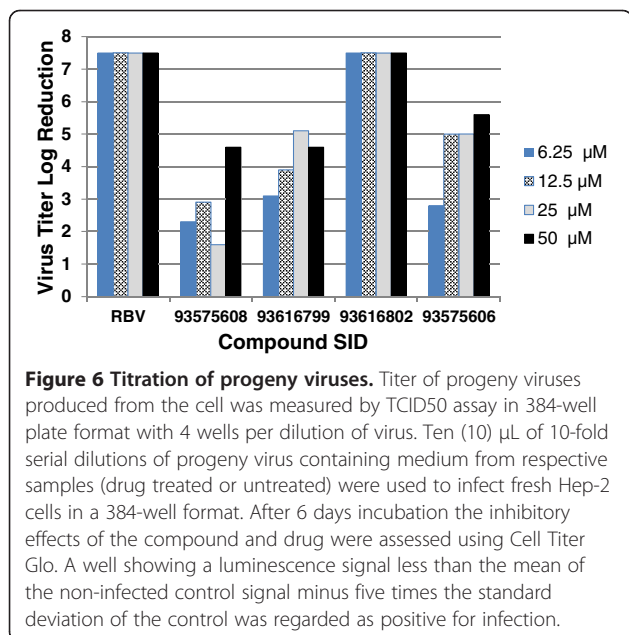 8
7
6
5
4
3
2
1
0
Virus Titer Log Reduction
RBV 93575608 93616799 93616802 93575606
Compound SID
6.25 µM
12.5 µM
25 µM
50 µM
Figure 6 Titration of progeny viruses. Titer of progeny viruses
produced from the cell was measured by TCID50 assay in 384-well
plate format with 4 wells per dilution of virus. Ten (10) µL of 10-fold
serial dilutions of progeny virus containing medium from respective
samples (drug treated or untreated) were used to infect fresh Hep-2
cells in a 384-well format. After 6 days incubation the inhibitory
effects of the compound and drug were assessed using Cell Titer
Glo. A well showing a luminescence signal less than the mean of
the non-infected control signal minus five times the standard
deviation of the control was regarded as positive for infection.